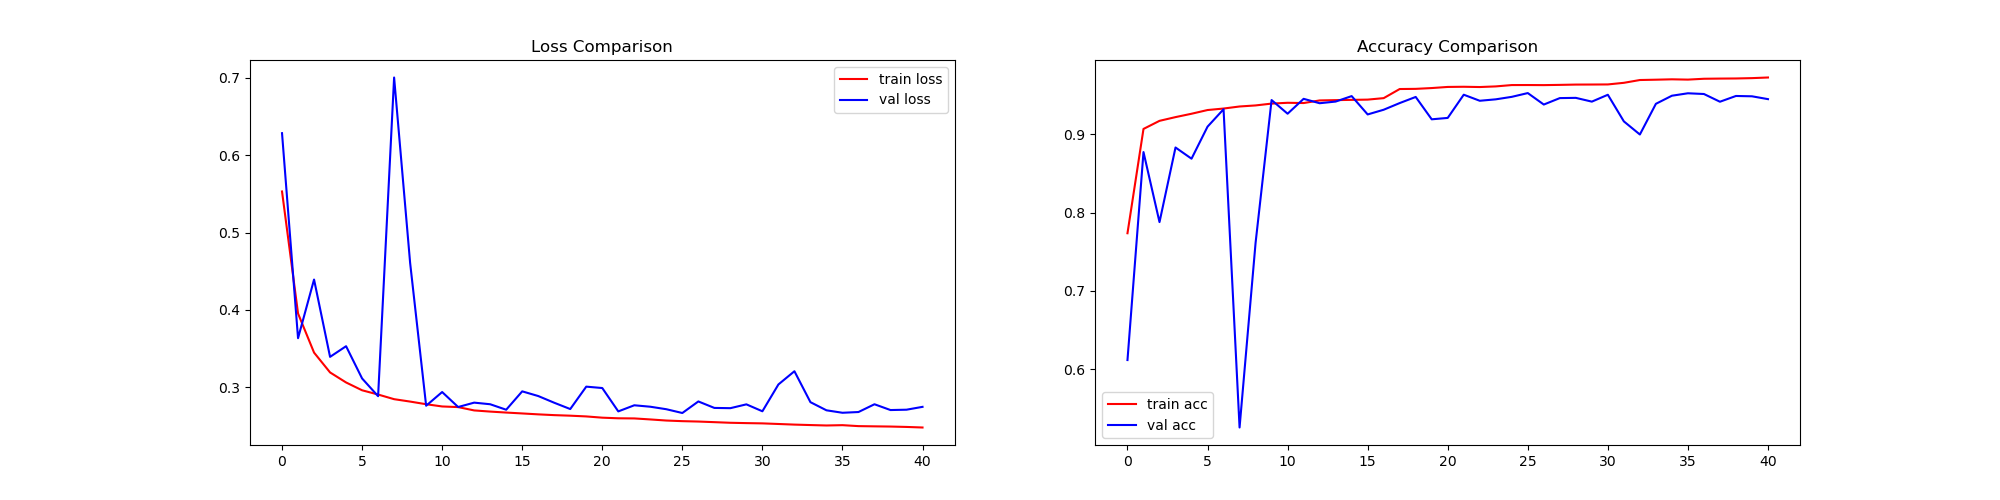 Loss Comparison
0.7
0.6
0.5
0.4
0.3
0 5 10 15 20 25 30 35 40
train loss
val loss
Accuracy Comparison
0.9
0.8
0.7
0.6
0 5 10 15 20 25 30 35 40
train acc
val acc